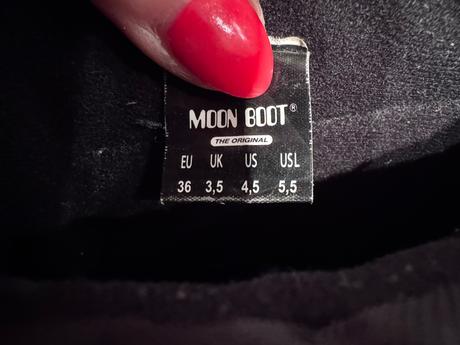 MOON BOOT®
THE ORIGINAL
EU UK US USL
36 3,5 4,5 5,5